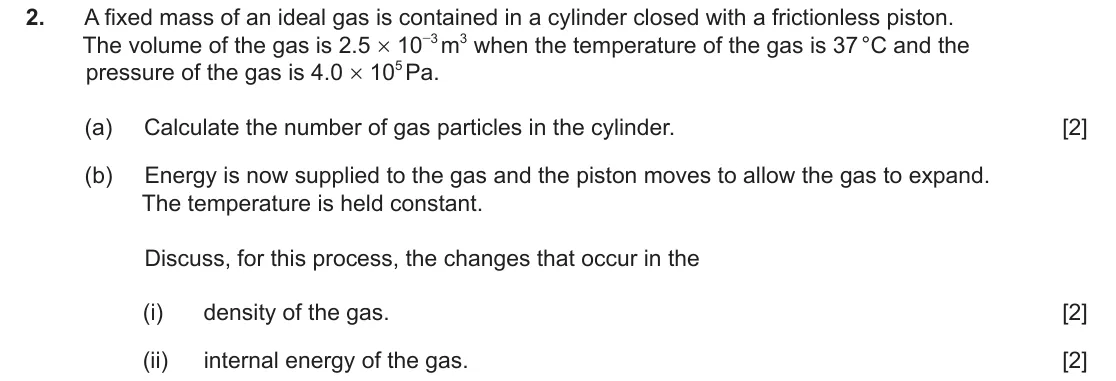 2. A fixed mass of an ideal gas is contained in a cylinder closed with a frictionless piston.
The volume of the gas is 2.5 × 10⁻³ m³ when the temperature of the gas is 37 °C and the
pressure of the gas is 4.0 × 10⁵ Pa.
(a) Calculate the number of gas particles in the cylinder. [2]
(b) Energy is now supplied to the gas and the piston moves to allow the gas to expand.
The temperature is held constant.
Discuss, for this process, the changes that occur in the
(i) density of the gas. [2]
(ii) internal energy of the gas. [2]